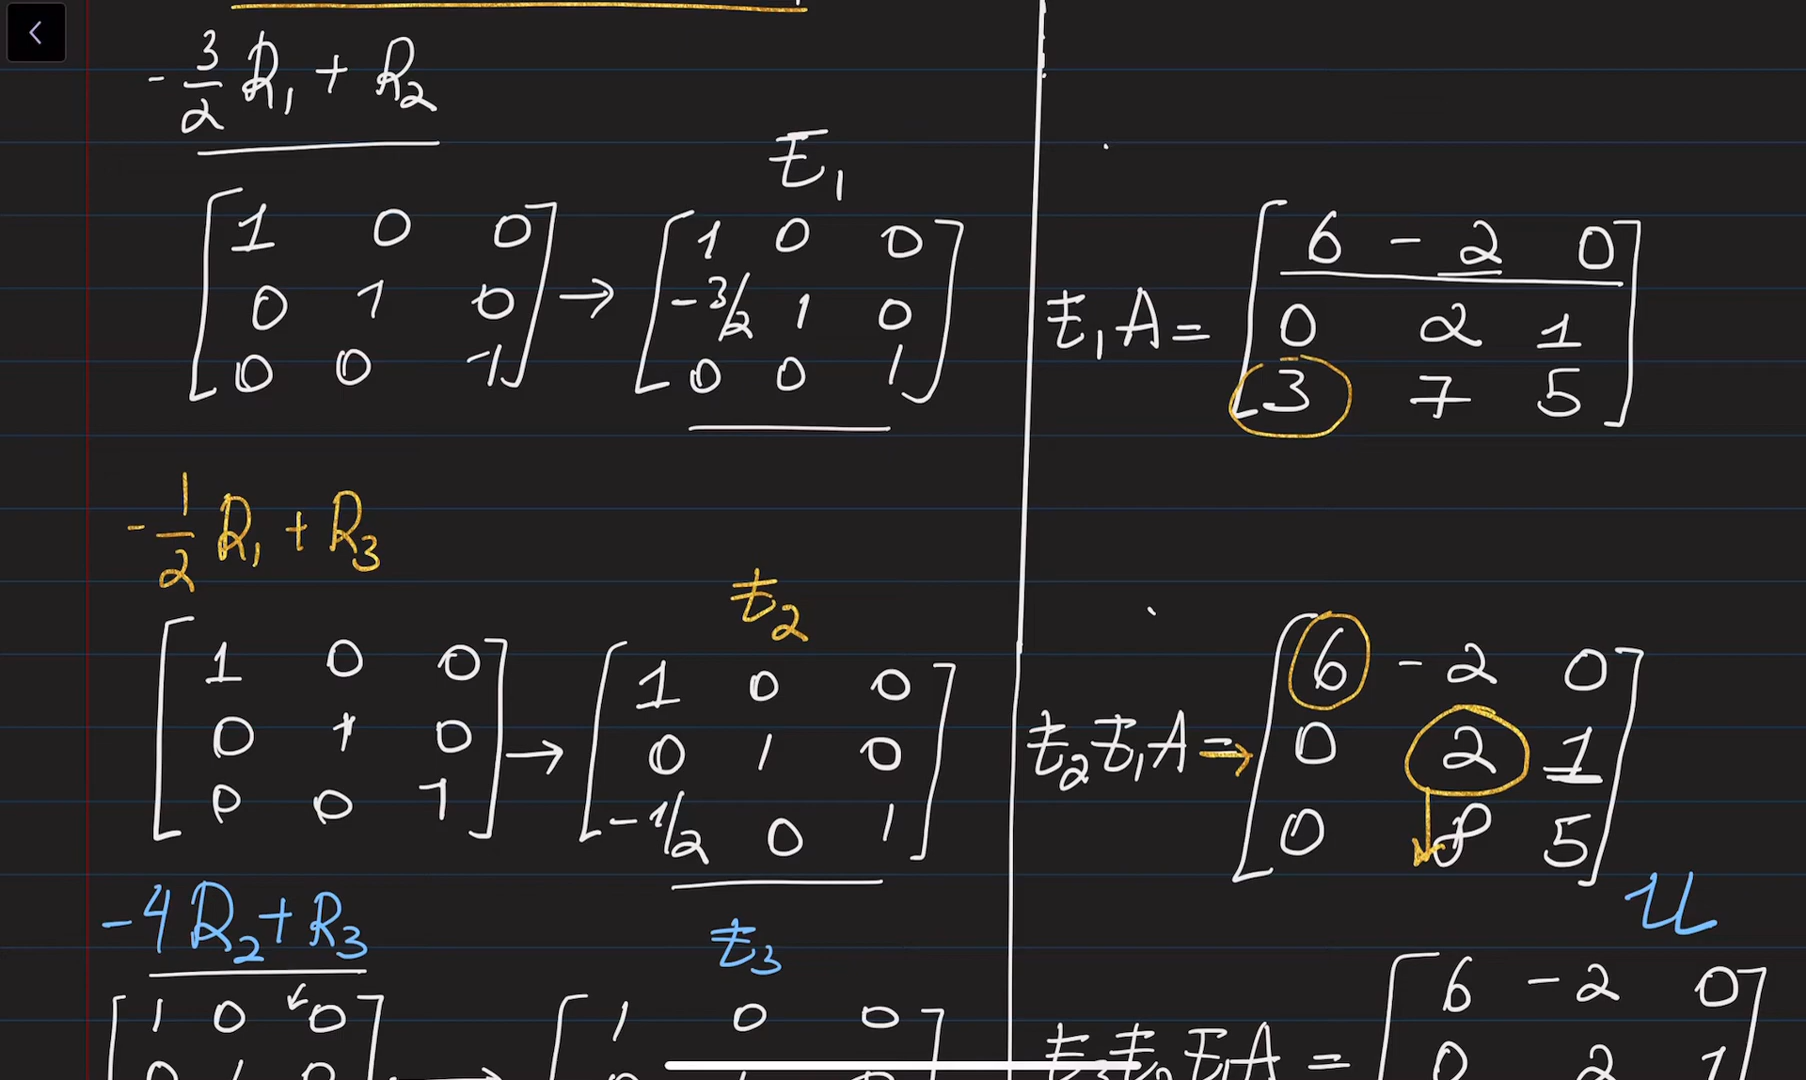 -3/2 R₁ + R₂
E₁
[1 0 0] → [1 0 0]
[0 1 0] [-3/2 1 0]
[0 0 1] [0 0 1]
E₁A = [6 -2 0]
[0 2 1]
[3 7 5]
-1/2 R₁ + R₃
E₂
[1 0 0] → [1 0 0]
[0 1 0] [0 1 0]
[0 0 1] [-1/2 0 1]
E₂E₁A = [6 -2 0]
[0 2 1]
[0 8 5]
-4R₂+R₃
E₃
U
[1 0 0 → [1 0 0
0 1 0
E₃E₂E₁A = [6 -2 0]
0 2 1